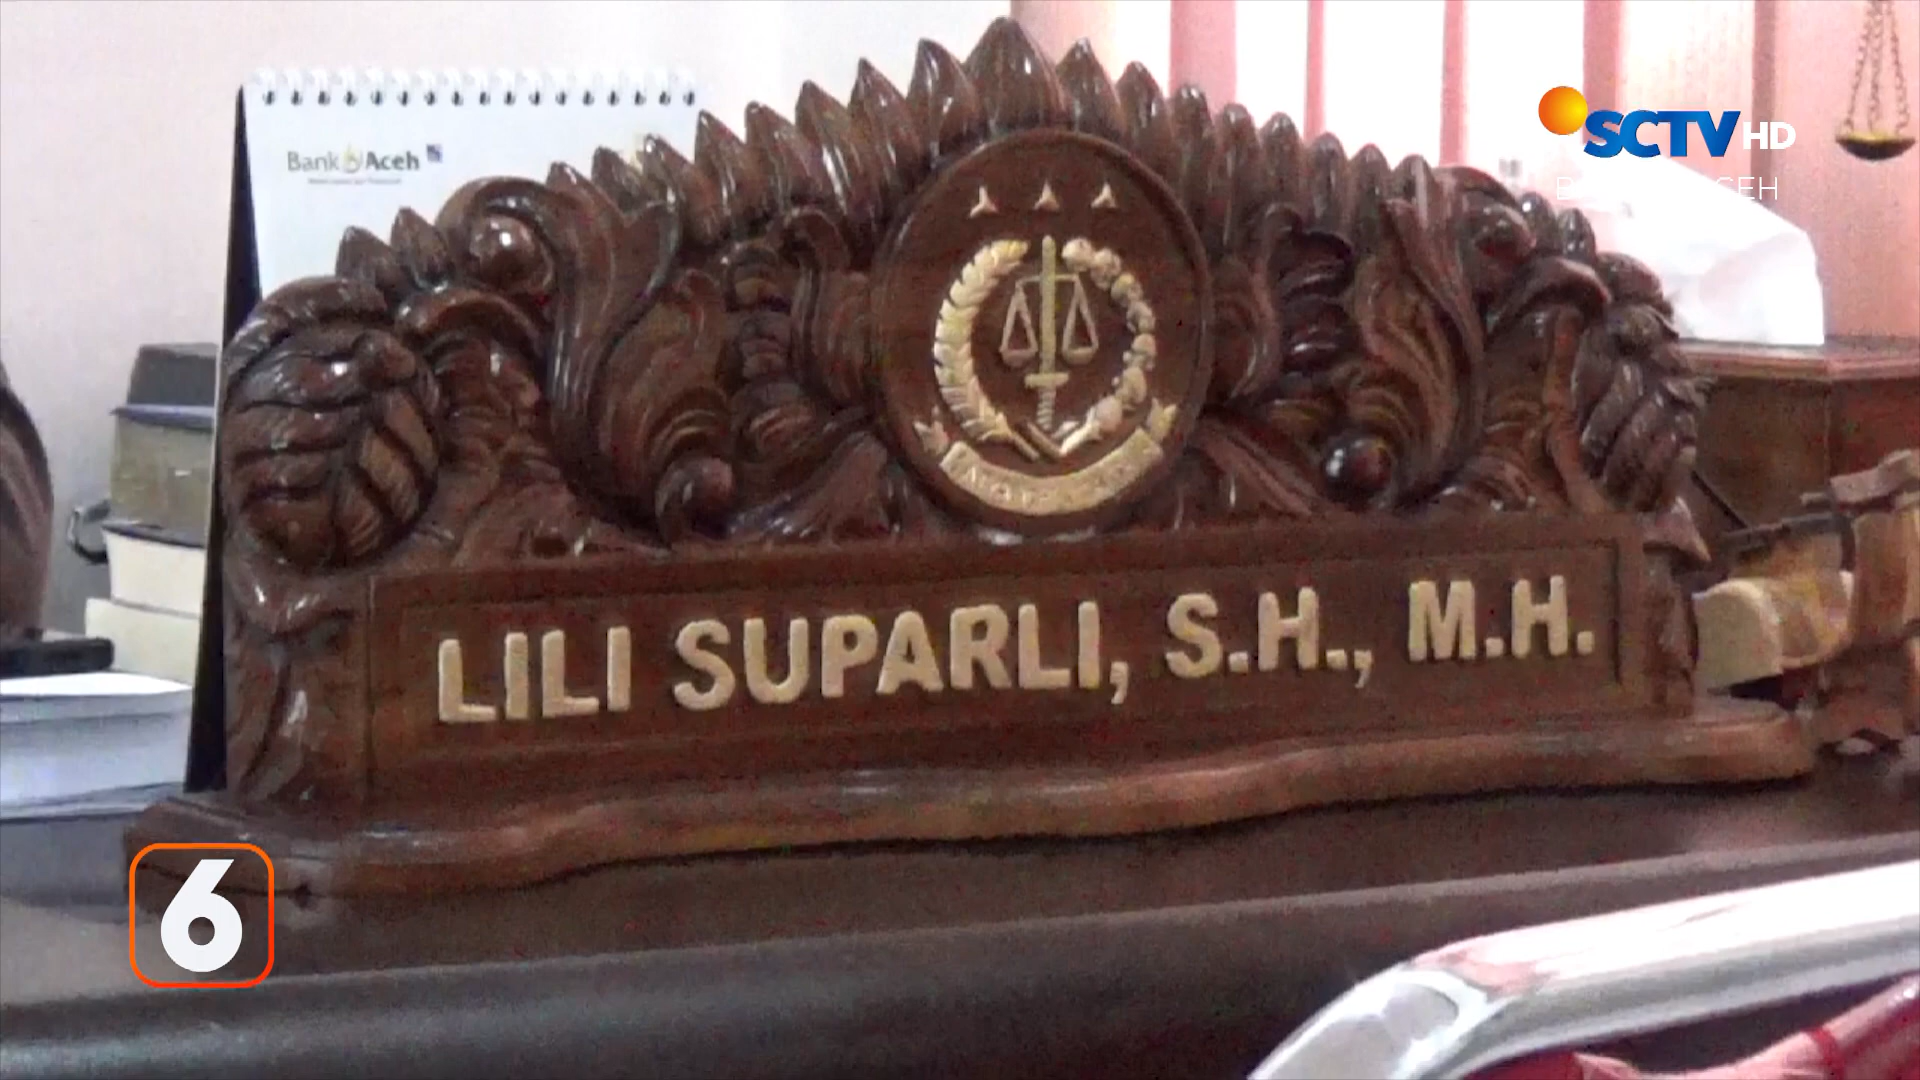 Bank Aceh
SCTV HD
LILI SUPARLI, S.H., M.H.
6